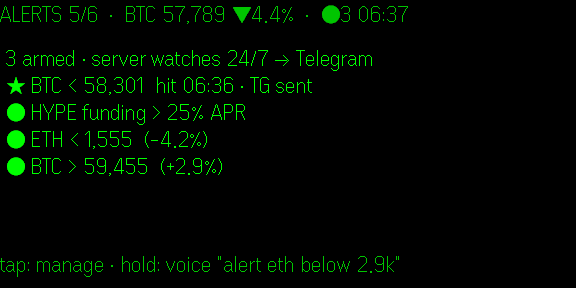 ALERTS 5/6 · BTC 57,789 ▼4.4% · ●3 06:37
3 armed · server watches 24/7 → Telegram
★ BTC < 58,301 hit 06:36 · TG sent
● HYPE funding > 25% APR
● ETH < 1,555 (-4.2%)
● BTC > 59,455 (+2.9%)
tap: manage · hold: voice "alert eth below 2.9k"